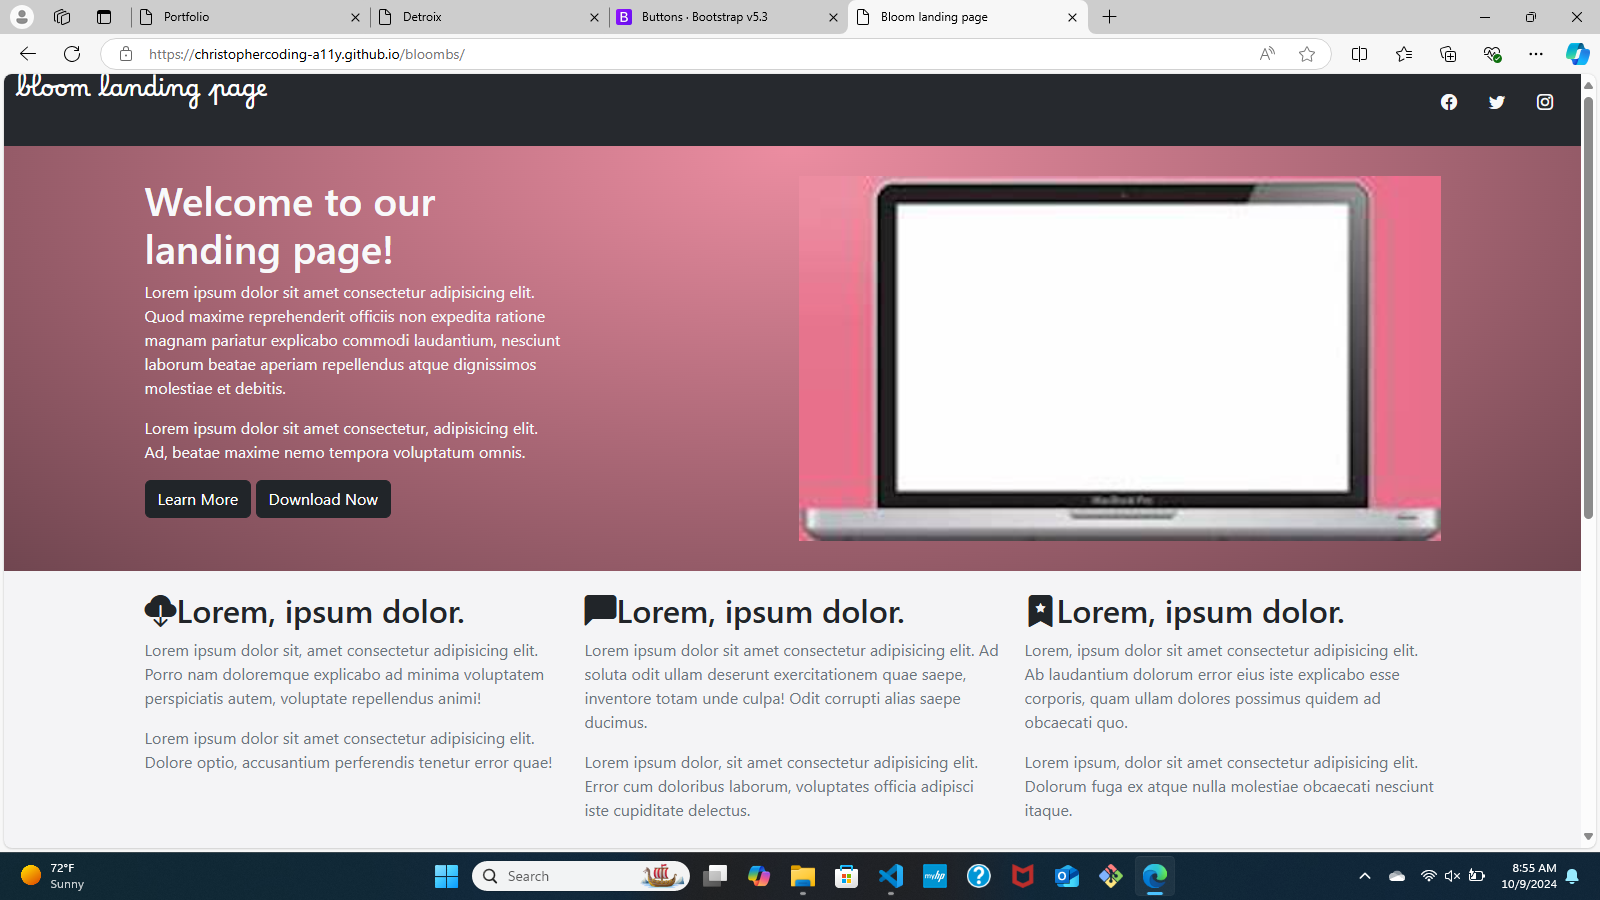 Portfolio
Detroix
Buttons · Bootstrap v5.3
Bloom landing page
https://christophercoding-a11y.github.io/bloombs/
bloom landing page
Welcome to our
landing page!
Lorem ipsum dolor sit amet consectetur adipisicing elit.
Quod maxime reprehenderit officiis non expedita ratione
magnam pariatur explicabo commodi laudantium, nesciunt
laborum beatae aperiam repellendus atque dignissimos
molestiae et debitis.
Lorem ipsum dolor sit amet consectetur, adipisicing elit.
Ad, beatae maxime nemo tempora voluptatum omnis.
Learn More
Download Now
MacBook Pro
Lorem, ipsum dolor.
Lorem ipsum dolor sit, amet consectetur adipisicing elit.
Porro nam doloremque explicabo ad minima voluptatem
perspiciatis autem, voluptate repellendus animi!
Lorem ipsum dolor sit amet consectetur adipisicing elit.
Dolore optio, accusantium perferendis tenetur error quae!
Lorem, ipsum dolor.
Lorem ipsum dolor sit amet consectetur adipisicing elit. Ad
soluta odit ullam deserunt exercitationem quae saepe,
inventore totam unde culpa! Odit corrupti alias saepe
ducimus.
Lorem ipsum dolor, sit amet consectetur adipisicing elit.
Error cum doloribus laborum, voluptates officia adipisci
iste cupiditate delectus.
Lorem, ipsum dolor.
Lorem, ipsum dolor sit amet consectetur adipisicing elit.
Ab laudantium dolorum error eius iste explicabo esse
corporis, quam ullam dolores possimus quidem ad
obcaecati quo.
Lorem ipsum, dolor sit amet consectetur adipisicing elit.
Dolorum fuga ex atque nulla molestiae obcaecati nesciunt
itaque.
72°F
Sunny
Search
myhp
8:55 AM
10/9/2024